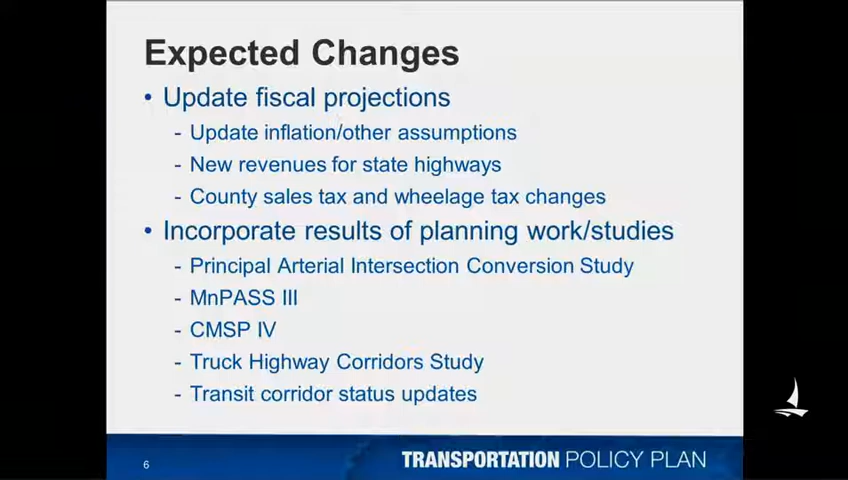 Expected Changes
• Update fiscal projections
- Update inflation/other assumptions
- New revenues for state highways
- County sales tax and wheelage tax changes
• Incorporate results of planning work/studies
- Principal Arterial Intersection Conversion Study
- MnPASS III
- CMSP IV
- Truck Highway Corridors Study
- Transit corridor status updates
6
TRANSPORTATION POLICY PLAN